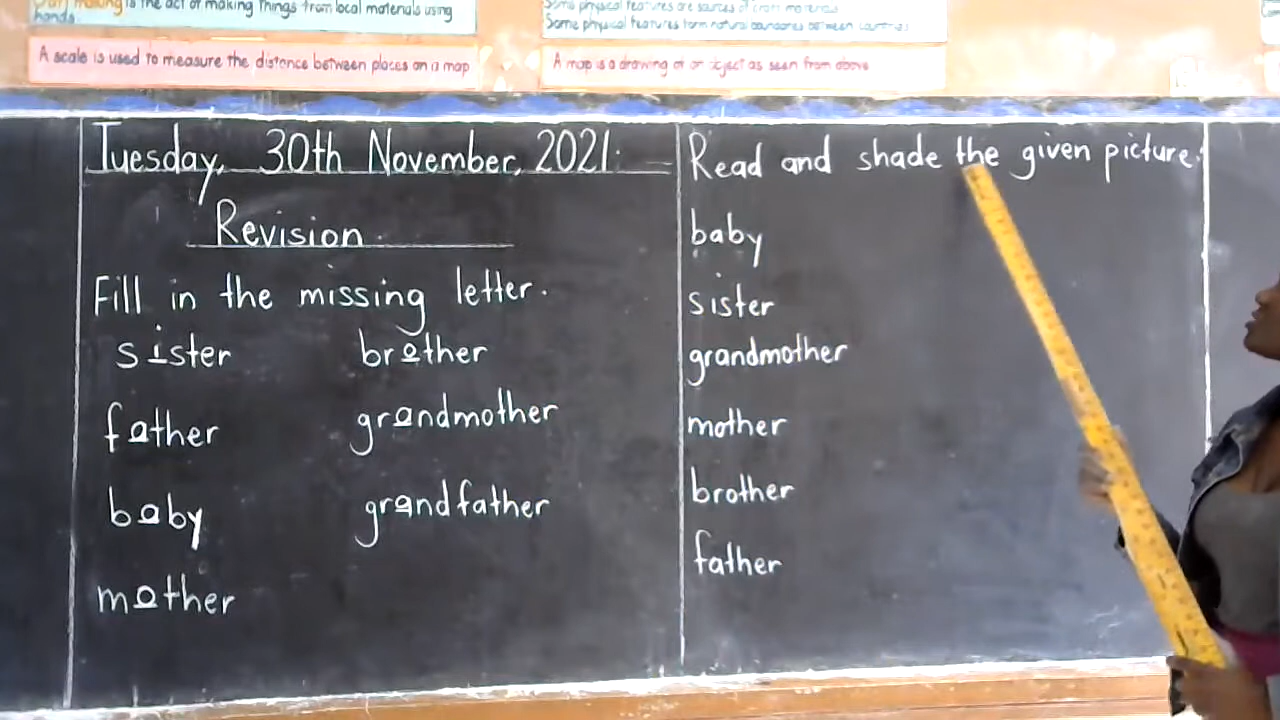 is the act of making things from local materials using
hands.
Some physical features are sources of craft materials
Some physical features form natural boundaries between countries
A scale is used to measure the distance between places on a map
A map is a drawing of an object as seen from above
Tuesday, 30th November, 2021.
Revision.
Fill in the missing letter.
sister brother
father grandmother
baby grandfather
mother
Read and shade the given picture.
baby
sister
grandmother
mother
brother
father